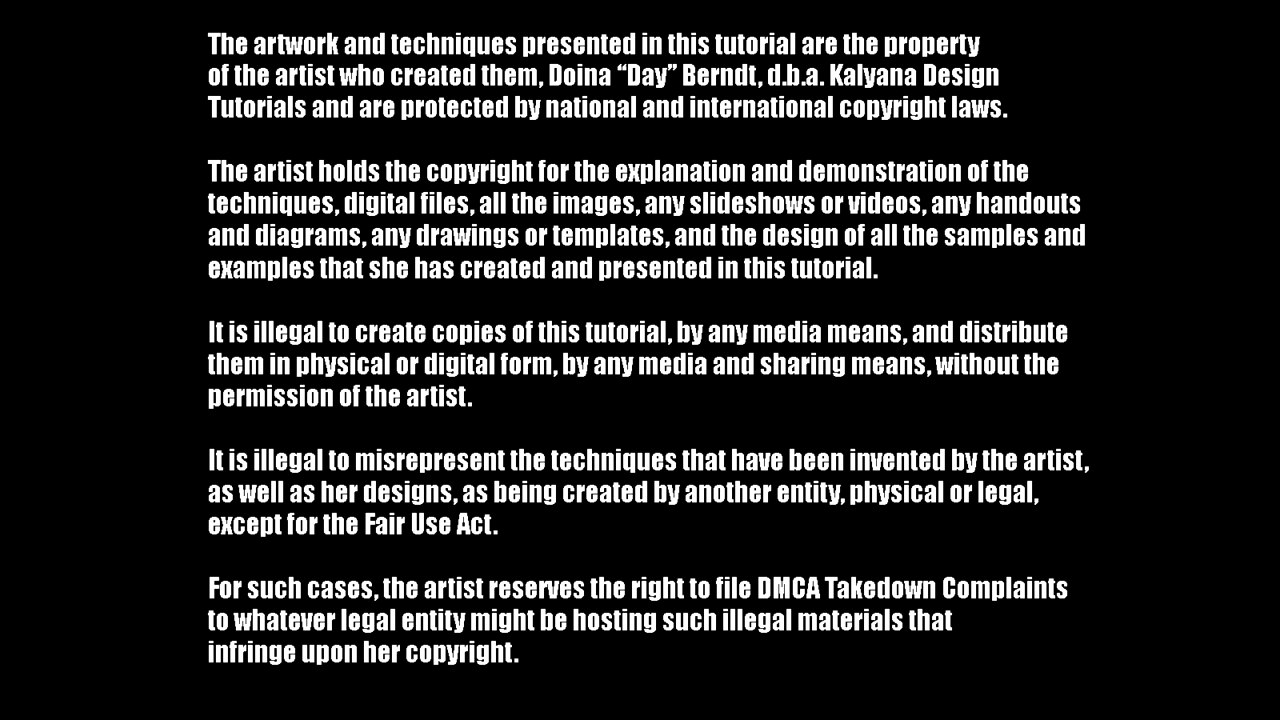 The artwork and techniques presented in this tutorial are the property
of the artist who created them, Doina “Day” Berndt, d.b.a. Kalyana Design
Tutorials and are protected by national and international copyright laws.
The artist holds the copyright for the explanation and demonstration of the
techniques, digital files, all the images, any slideshows or videos, any handouts
and diagrams, any drawings or templates, and the design of all the samples and
examples that she has created and presented in this tutorial.
It is illegal to create copies of this tutorial, by any media means, and distribute
them in physical or digital form, by any media and sharing means, without the
permission of the artist.
It is illegal to misrepresent the techniques that have been invented by the artist,
as well as her designs, as being created by another entity, physical or legal,
except for the Fair Use Act.
For such cases, the artist reserves the right to file DMCA Takedown Complaints
to whatever legal entity might be hosting such illegal materials that
infringe upon her copyright.